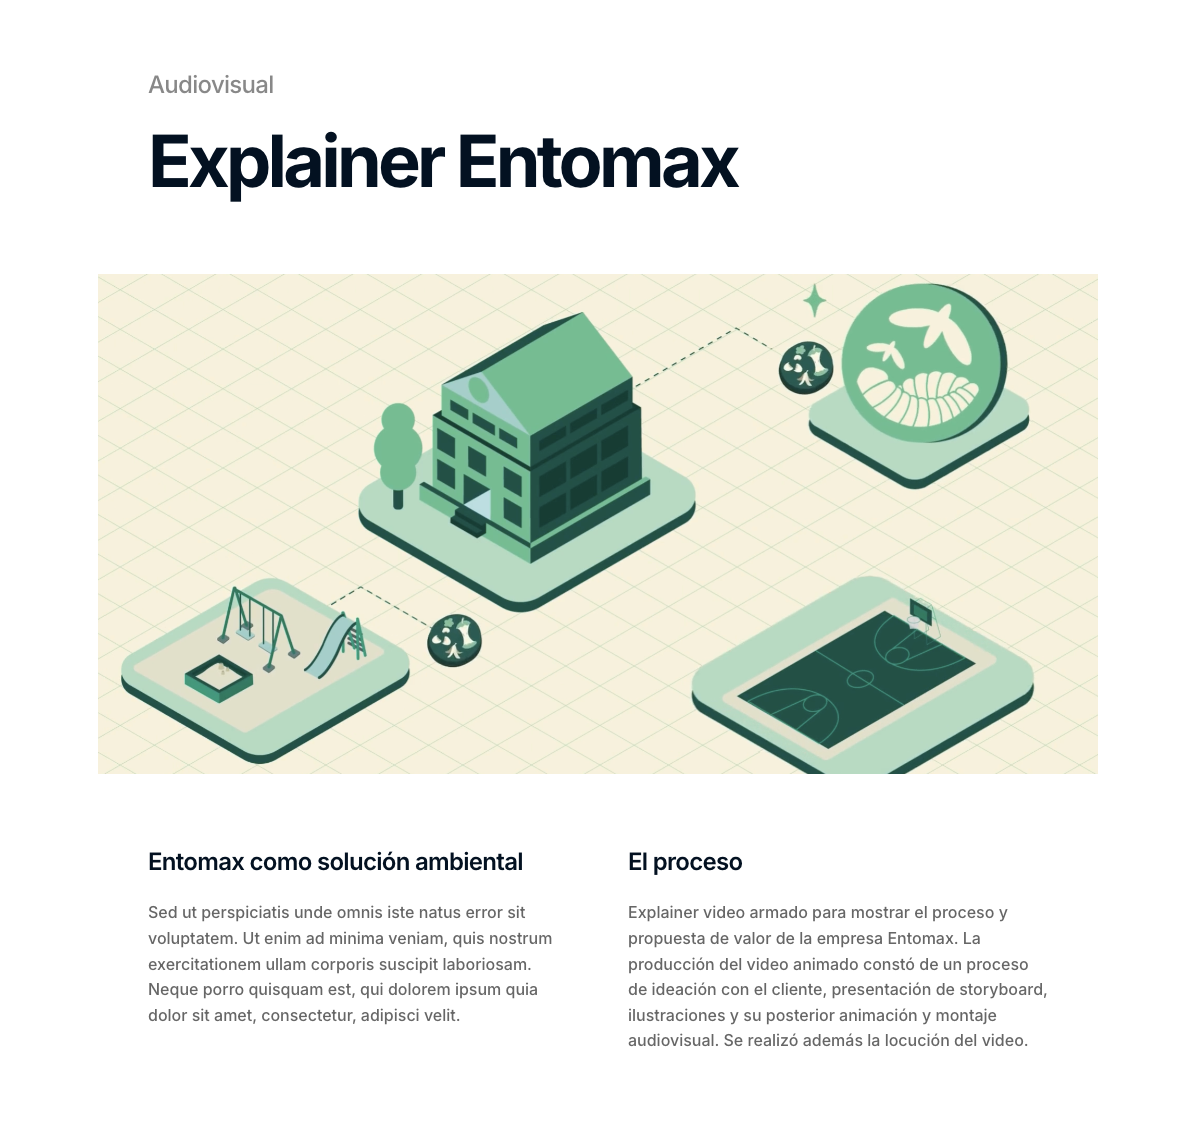 Audiovisual
Explainer Entomax
Entomax como solución ambiental
Sed ut perspiciatis unde omnis iste natus error sit
voluptatem. Ut enim ad minima veniam, quis nostrum
exercitationem ullam corporis suscipit laboriosam.
Neque porro quisquam est, qui dolorem ipsum quia
dolor sit amet, consectetur, adipisci velit.
El proceso
Explainer video armado para mostrar el proceso y
propuesta de valor de la empresa Entomax. La
producción del video animado constó de un proceso
de ideación con el cliente, presentación de storyboard,
ilustraciones y su posterior animación y montaje
audiovisual. Se realizó además la locución del video.